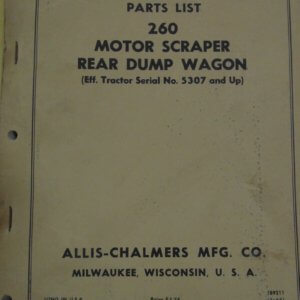 PARTS LIST
260
MOTOR SCRAPER
REAR DUMP WAGON
(Eff. Tractor Serial No. 5307 and Up)
ALLIS-CHALMERS MFG. CO.
MILWAUKEE, WISCONSIN, U. S. A.